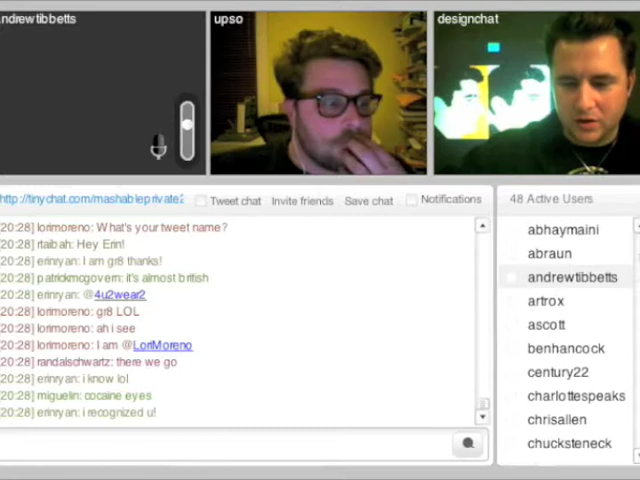 andrewtibbetts
upso
designchat
http://tinychat.com/mashableprivate2
Tweet chat
Invite friends
Save chat
Notifications
48 Active Users
[20:28] lorimoreno: What's your tweet name?
[20:28] rtaibah: Hey Erin!
[20:28] erinryan: I am gr8 thanks!
[20:28] patrickmcgovern: it's almost british
[20:28] erinryan: @4u2wear2
[20:28] lorimoreno: gr8 LOL
[20:28] lorimoreno: ah i see
[20:28] lorimoreno: I am @LoriMoreno
[20:28] randalschwartz: there we go
[20:28] erinryan: i know lol
[20:28] miguelin: cocaine eyes
[20:28] erinryan: i recognized u!
abhaymaini
abraun
andrewtibbetts
artrox
ascott
benhancock
century22
charlottespeaks
chrisallen
chucksteneck